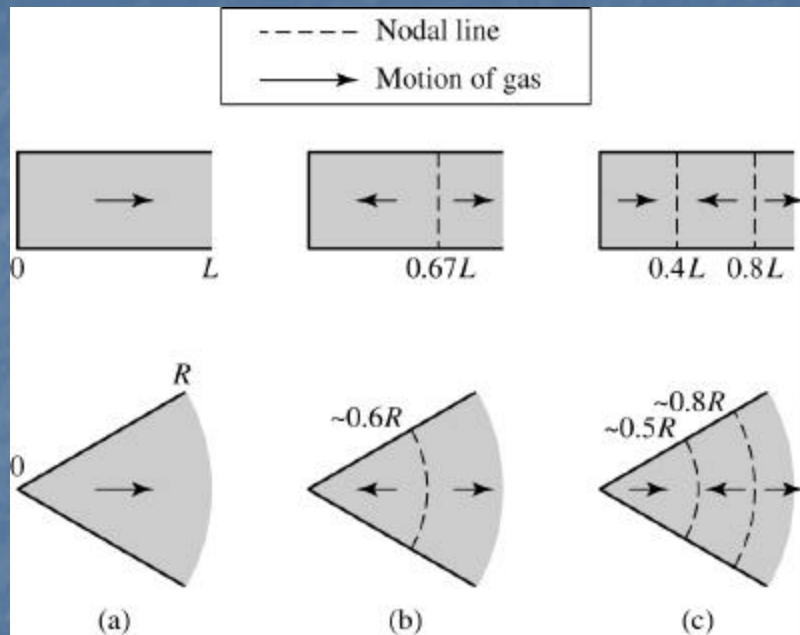 Nodal line
Motion of gas
0 L
0.67L
0.4L 0.8L
R
0
~0.6R
~0.8R
~0.5R
(a) (b) (c)